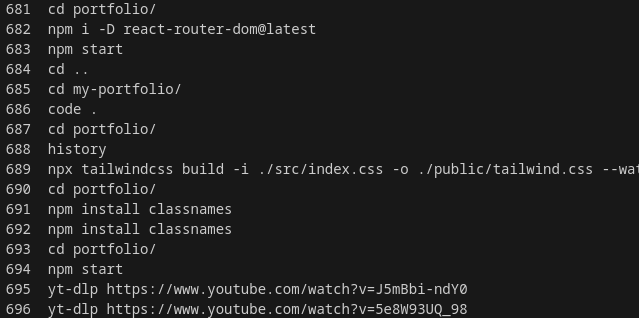 681 cd portfolio/
682 npm i -D react-router-dom@latest
683 npm start
684 cd ..
685 cd my-portfolio/
686 code .
687 cd portfolio/
688 history
689 npx tailwindcss build -i ./src/index.css -o ./public/tailwind.css --wat
690 cd portfolio/
691 npm install classnames
692 npm install classnames
693 cd portfolio/
694 npm start
695 yt-dlp https://www.youtube.com/watch?v=J5mBbi-ndY0
696 yt-dlp https://www.youtube.com/watch?v=5e8W93UQ_98